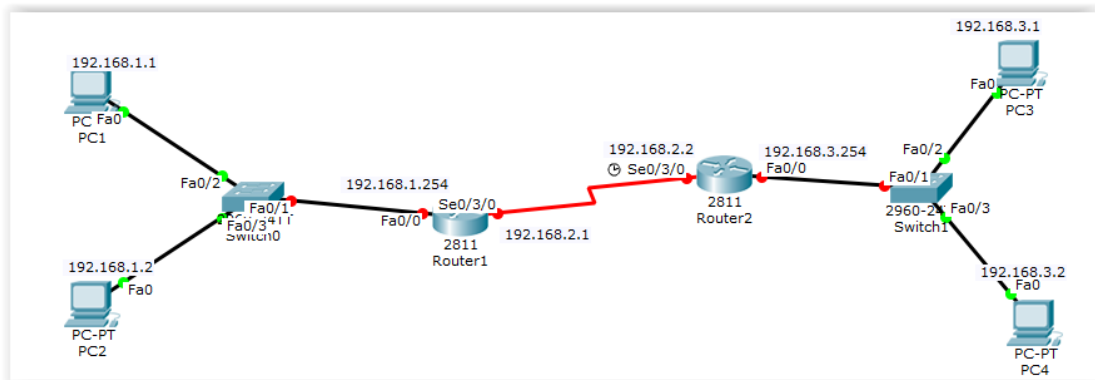 192.168.1.1
PC
Fa0
PC1
Fa0/2
Fa0/1
Fa0/3
Switch0
192.168.1.2
Fa0
PC-PT
PC2
192.168.1.254
Fa0/0
Se0/3/0
2811
Router1
192.168.2.1
192.168.2.2
Se0/3/0
2811
Router2
192.168.3.254
Fa0/0
Fa0/1
Fa0/2
Fa0/3
Switch1
192.168.3.1
Fa0
PC-PT
PC3
192.168.3.2
Fa0
PC-PT
PC4